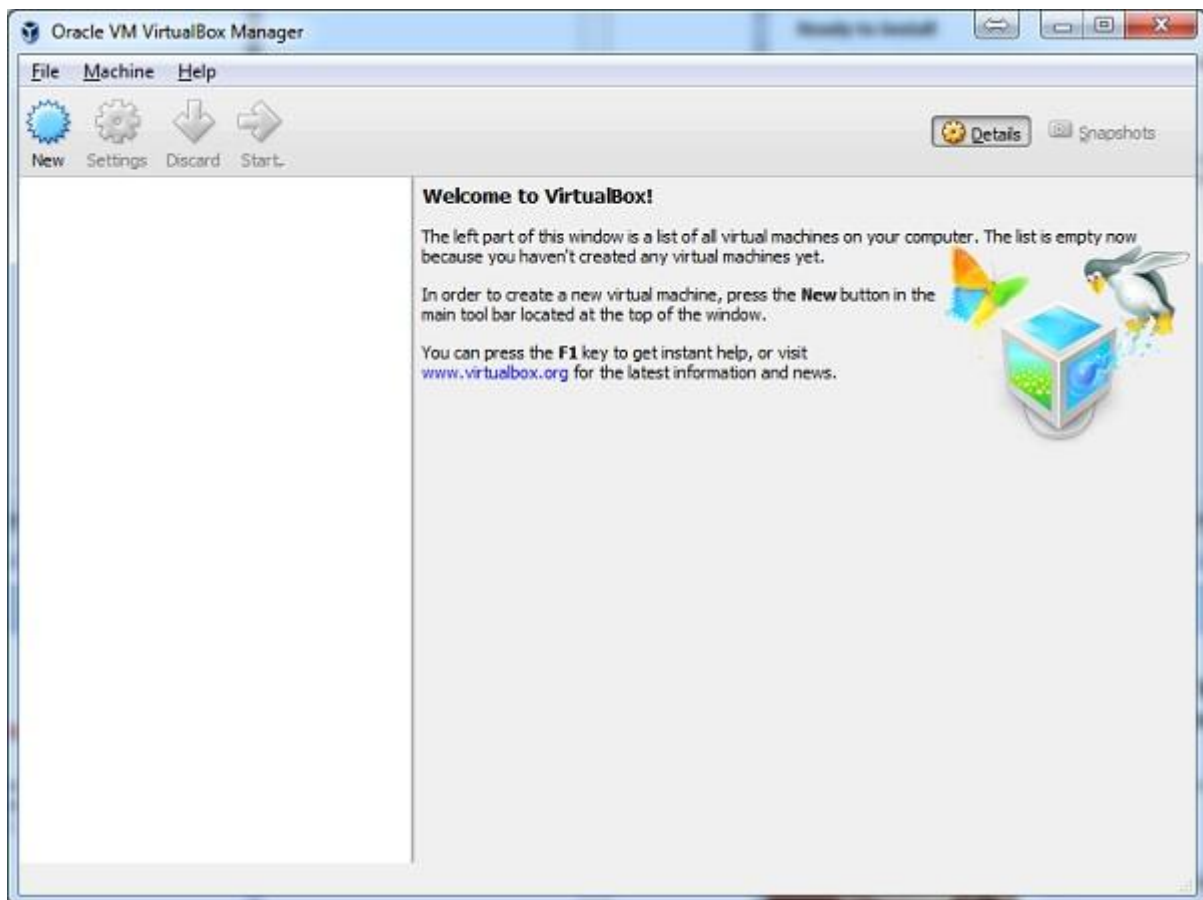 Oracle VM VirtualBox Manager
Ready to Install
File Machine Help
New Settings Discard Start
Details Snapshots
Welcome to VirtualBox!
The left part of this window is a list of all virtual machines on your computer. The list is empty now
because you haven't created any virtual machines yet.
In order to create a new virtual machine, press the New button in the
main tool bar located at the top of the window.
You can press the F1 key to get instant help, or visit
www.virtualbox.org for the latest information and news.